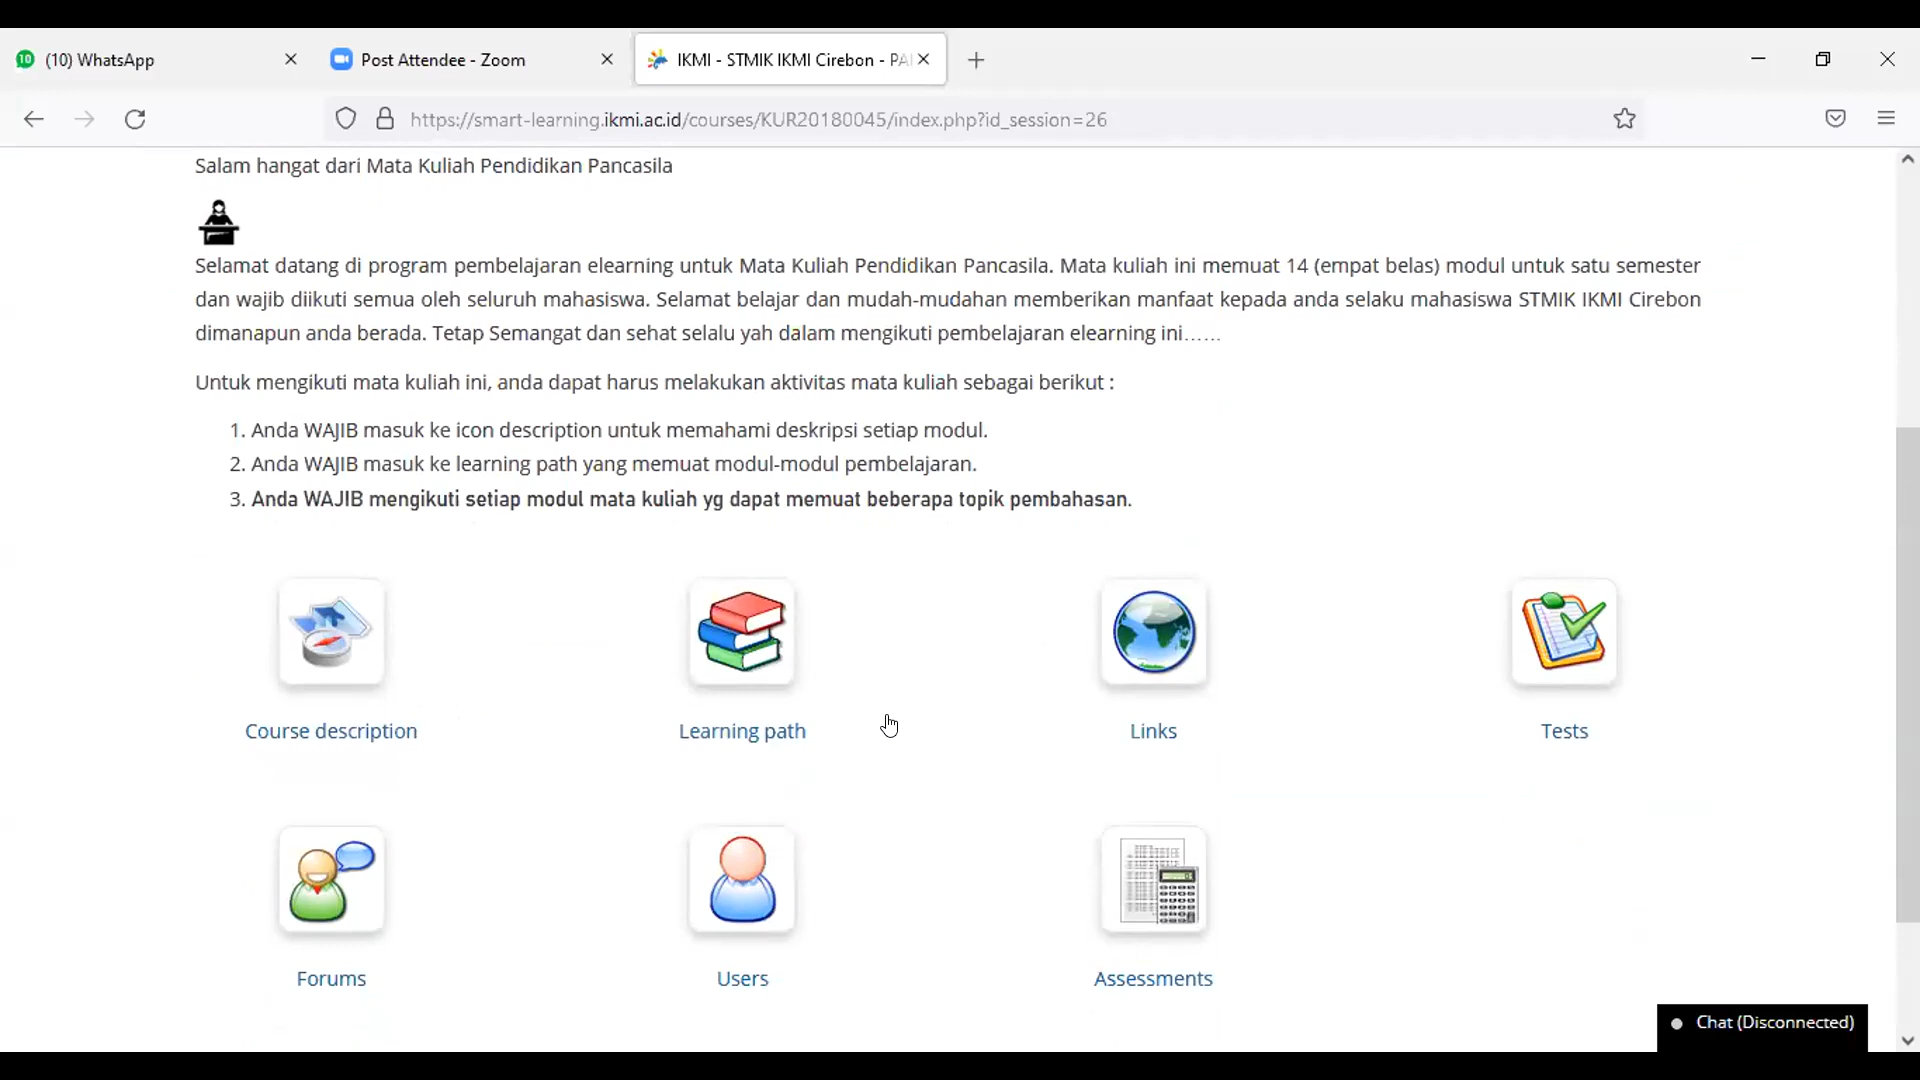 10
(10) WhatsApp
Post Attendee - Zoom
IKMI - STMIK IKMI Cirebon - PA
https://smart-learning.ikmi.ac.id/courses/KUR20180045/index.php?id_session=26
Salam hangat dari Mata Kuliah Pendidikan Pancasila
Selamat datang di program pembelajaran elearning untuk Mata Kuliah Pendidikan Pancasila. Mata kuliah ini memuat 14 (empat belas) modul untuk satu semester
dan wajib diikuti semua oleh seluruh mahasiswa. Selamat belajar dan mudah-mudahan memberikan manfaat kepada anda selaku mahasiswa STMIK IKMI Cirebon
dimanapun anda berada. Tetap Semangat dan sehat selalu yah dalam mengikuti pembelajaran elearning ini……
Untuk mengikuti mata kuliah ini, anda dapat harus melakukan aktivitas mata kuliah sebagai berikut :
1. Anda WAJIB masuk ke icon description untuk memahami deskripsi setiap modul.
2. Anda WAJIB masuk ke learning path yang memuat modul-modul pembelajaran.
3. Anda WAJIB mengikuti setiap modul mata kuliah yg dapat memuat beberapa topik pembahasan.
Course description
Learning path
Links
Tests
Forums
Users
Assessments
Chat (Disconnected)